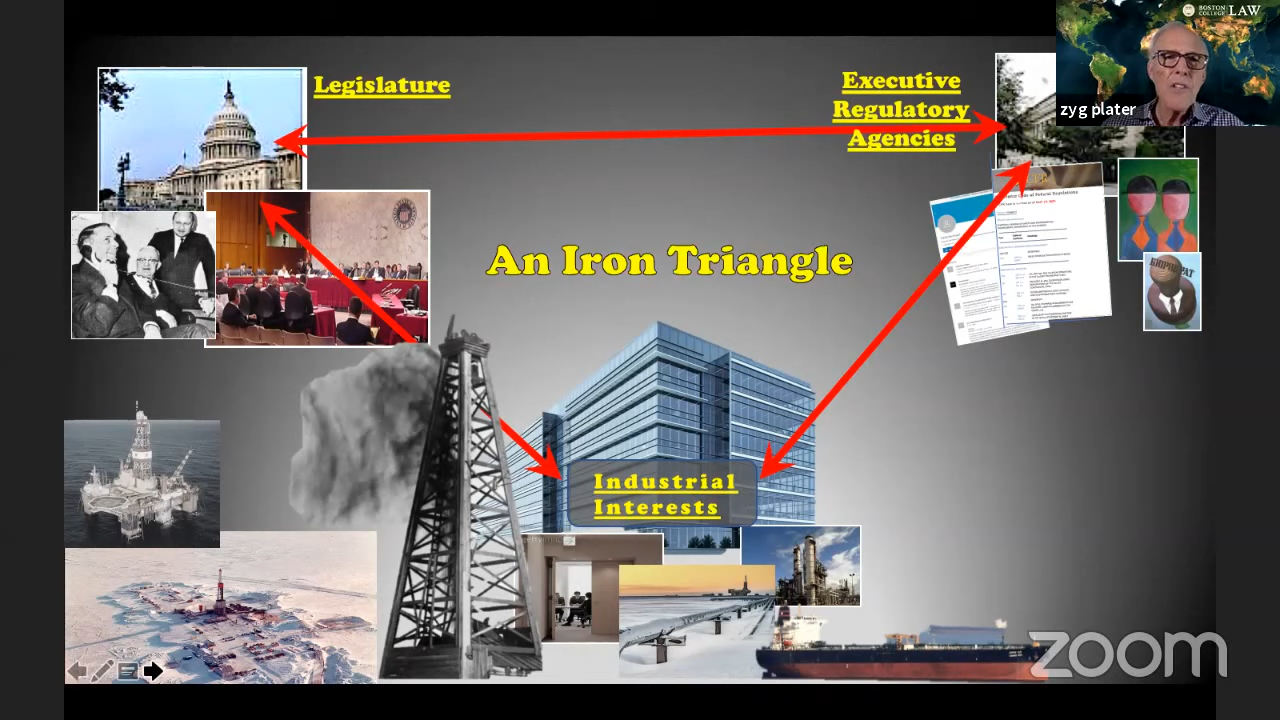 BOSTON
COLLEGE LAW
zyg plater
Legislature
Executive
Regulatory
Agencies
An Iron Triangle
Industrial
Interests
zoom